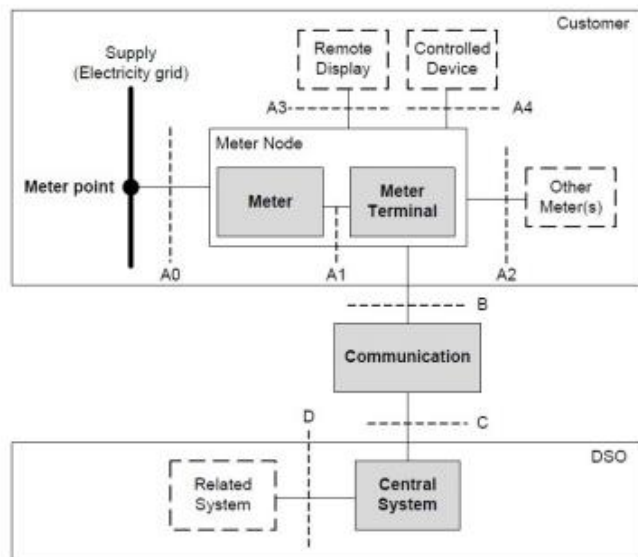 Customer
Supply
(Electricity grid)
Remote
Display
Controlled
Device
A3
A4
Meter Node
Meter point
Meter
Meter
Terminal
Other
Meter(s)
A0
A1
A2
B
Communication
D
C
DSO
Related
System
Central
System